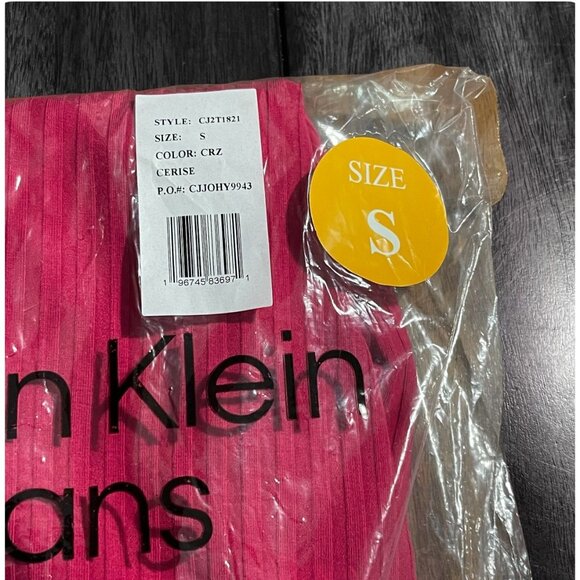 STYLE: CJ2T1821
SIZE: S
COLOR: CRZ
CERISE
P.O.#: CJJOHY9943
1 96745 83697 1
SIZE
S
n Klein
ans